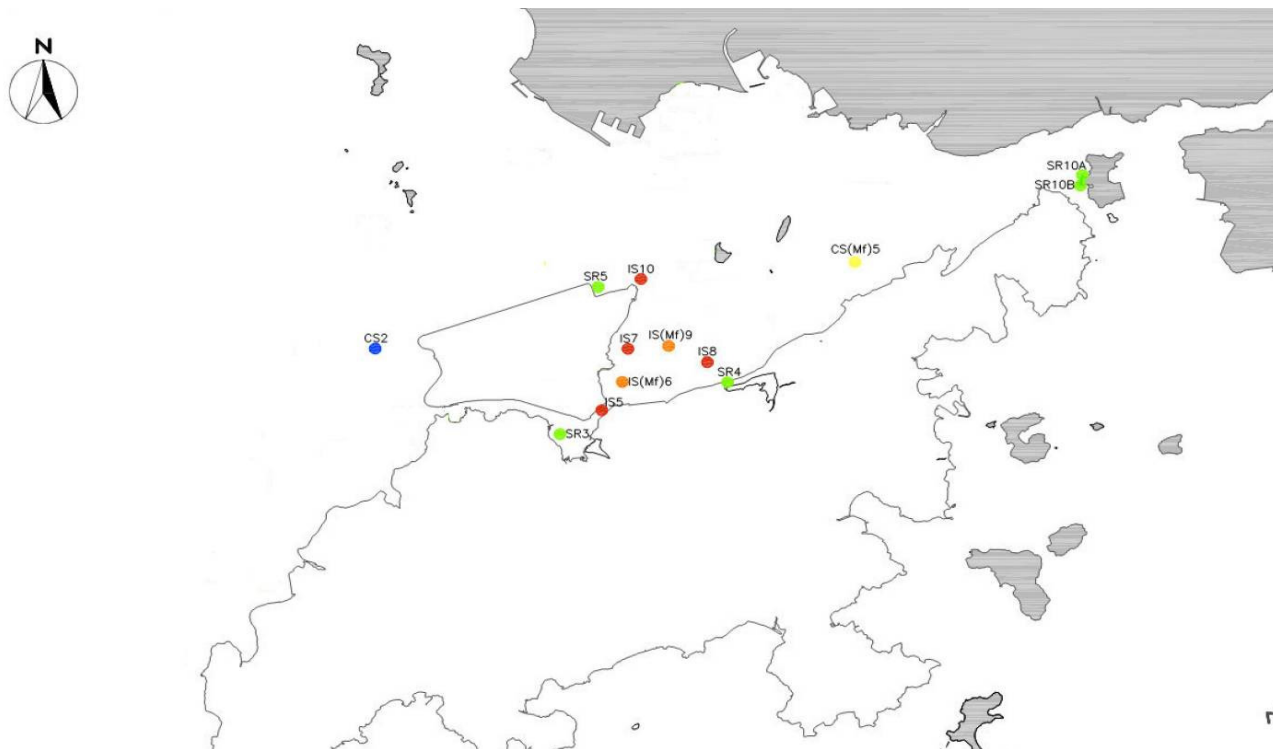 N
SR10A
SR10B
CS(Mf)5
IS10
SR5
CS2
IS7
IS(Mf)9
IS8
SR4
IS(Mf)6
IS5
SR3